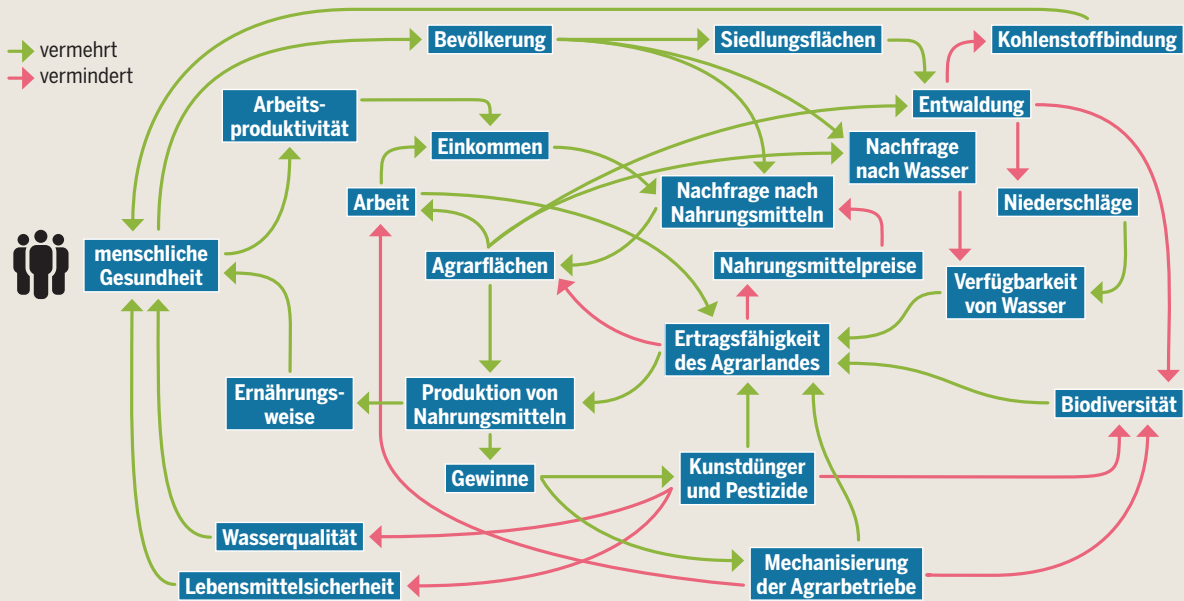 vermehrt
vermindert
Bevölkerung
Siedlungsflächen
Kohlenstoffbindung
Arbeits-
produktivität
Entwaldung
Einkommen
Nachfrage
nach Wasser
Arbeit
Nachfrage nach
Nahrungsmitteln
Niederschläge
menschliche
Gesundheit
Agrarflächen
Nahrungsmittelpreise
Verfügbarkeit
von Wasser
Ertragsfähigkeit
des Agrarlandes
Ernährungs-
weise
Produktion von
Nahrungsmitteln
Biodiversität
Gewinne
Kunstdünger
und Pestizide
Wasserqualität
Mechanisierung
der Agrarbetriebe
Lebensmittelsicherheit